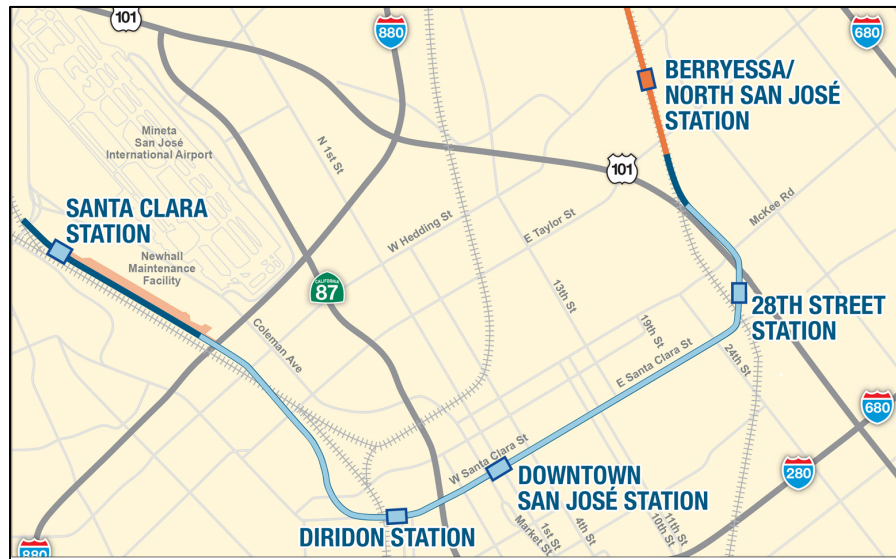 101
880
680
BERRYESSA/
NORTH SAN JOSÉ
STATION
Mineta
San José
International Airport
N 1st St
101
McKee Rd
SANTA CLARA
STATION
W Hedding St
E Taylor St
Newhall
Maintenance
Facility
CALIFORNIA
87
13th St
28TH STREET
STATION
Coleman Ave
19th St
24th St
E Santa Clara St
680
W Santa Clara St
280
DOWNTOWN
SAN JOSÉ STATION
DIRIDON STATION
Market St
1st St
4th St
10th St
11th St
880